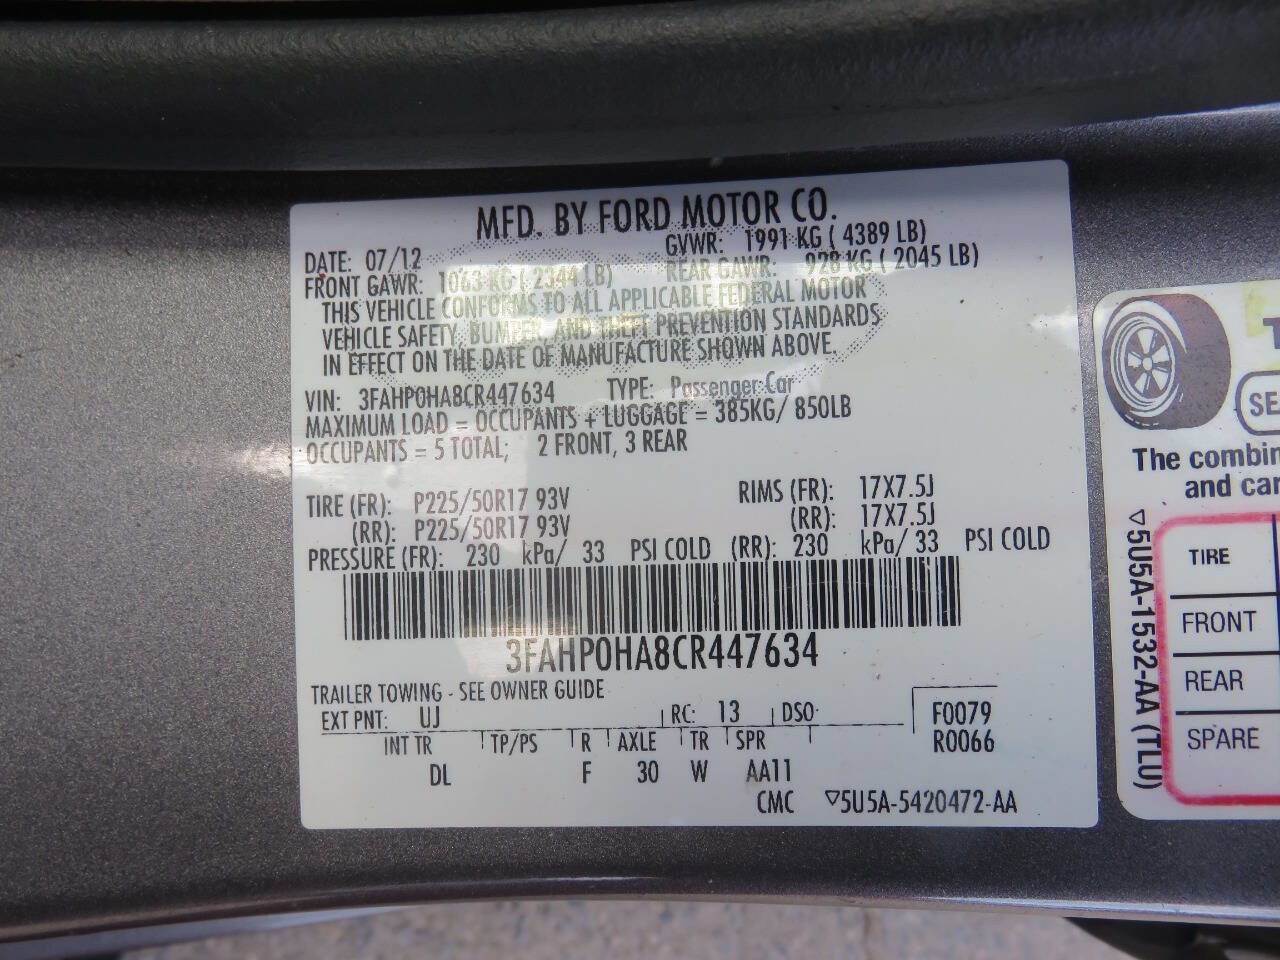 MFD. BY FORD MOTOR CO.
DATE: 07/12 GVWR: 1991 KG ( 4389 LB)
FRONT GAWR: 1063 KG ( 2344 LB) REAR GAWR: 928 KG ( 2045 LB)
THIS VEHICLE CONFORMS TO ALL APPLICABLE FEDERAL MOTOR
VEHICLE SAFETY, BUMPER, AND THEFT PREVENTION STANDARDS
IN EFFECT ON THE DATE OF MANUFACTURE SHOWN ABOVE.
VIN: 3FAHP0HA8CR447634 TYPE: Passenger Car
MAXIMUM LOAD = OCCUPANTS + LUGGAGE = 385KG/ 850LB
OCCUPANTS = 5 TOTAL; 2 FRONT, 3 REAR
TIRE (FR): P225/50R17 93V RIMS (FR): 17X7.5J
(RR): P225/50R17 93V (RR): 17X7.5J
PRESSURE (FR): 230 kPa/ 33 PSI COLD (RR): 230 kPa/ 33 PSI COLD
3FAHP0HA8CR447634
TRAILER TOWING - SEE OWNER GUIDE
EXT PNT: UJ RC: 13 DSO: F0079
INT TR TP/PS R AXLE TR SPR R0066
DL F 30 W AA11
CMC ▽5U5A-5420472-AA
T
SE
The combin
and car
▽5U5A-1532-AA (TLU)
TIRE
FRONT
REAR
SPARE